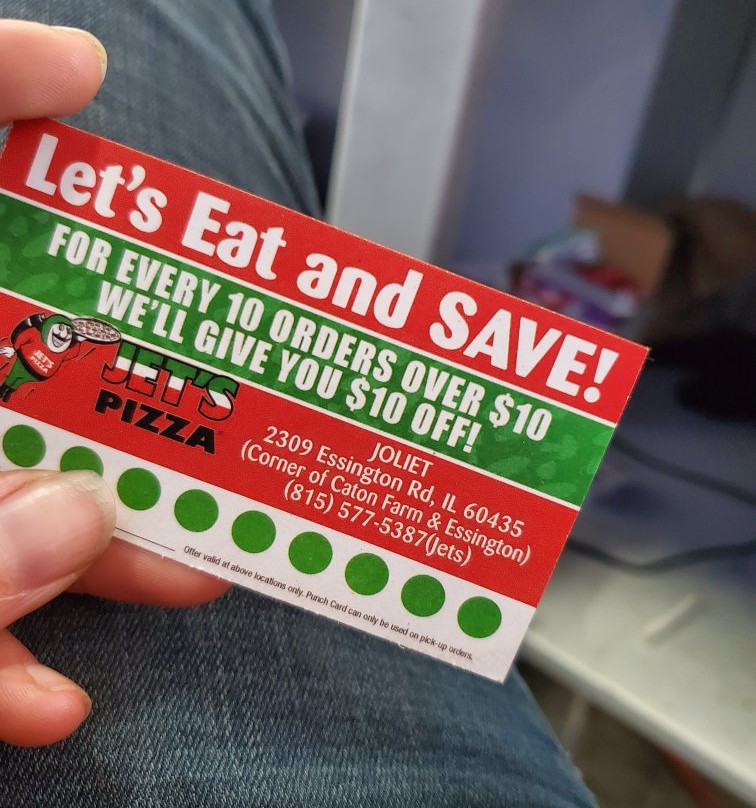 Let's Eat and SAVE!
FOR EVERY 10 ORDERS OVER $10
WE'LL GIVE YOU $10 OFF!
JET'S
PIZZA
JET'S
PIZZA
JOLIET
2309 Essington Rd, IL 60435
(Corner of Caton Farm & Essington)
(815) 577-5387(Jets)
Offer valid at above locations only. Punch Card can only be used on pick-up orders.